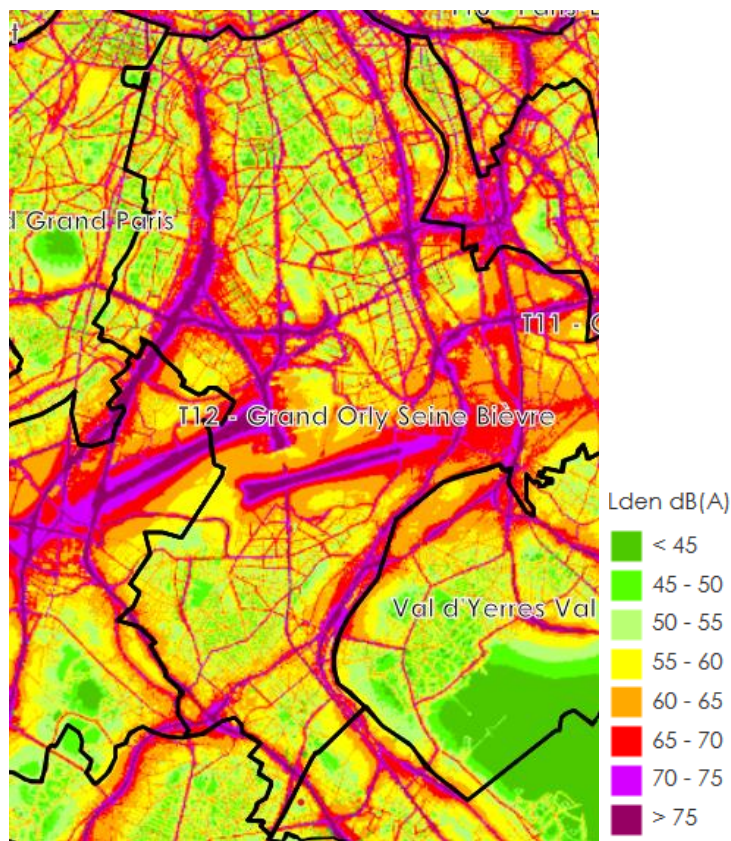 d Grand Paris
T11 - G
T12 - Grand Orly Seine Bièvre
Val d'Yerres Val
Lden dB(A)
< 45
45 - 50
50 - 55
55 - 60
60 - 65
65 - 70
70 - 75
> 75